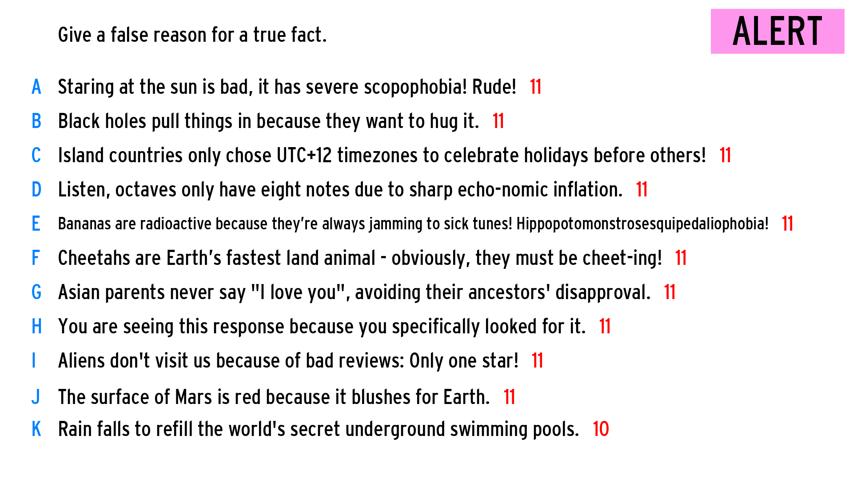 Give a false reason for a true fact.
ALERT
A Staring at the sun is bad, it has severe scopophobia! Rude! 11
B Black holes pull things in because they want to hug it. 11
C Island countries only chose UTC+12 timezones to celebrate holidays before others! 11
D Listen, octaves only have eight notes due to sharp echo-nomic inflation. 11
E Bananas are radioactive because they're always jamming to sick tunes! Hippopotomonstrosesquipedaliophobia! 11
F Cheetahs are Earth's fastest land animal - obviously, they must be cheet-ing! 11
G Asian parents never say "I love you", avoiding their ancestors' disapproval. 11
H You are seeing this response because you specifically looked for it. 11
I Aliens don't visit us because of bad reviews: Only one star! 11
J The surface of Mars is red because it blushes for Earth. 11
K Rain falls to refill the world's secret underground swimming pools. 10